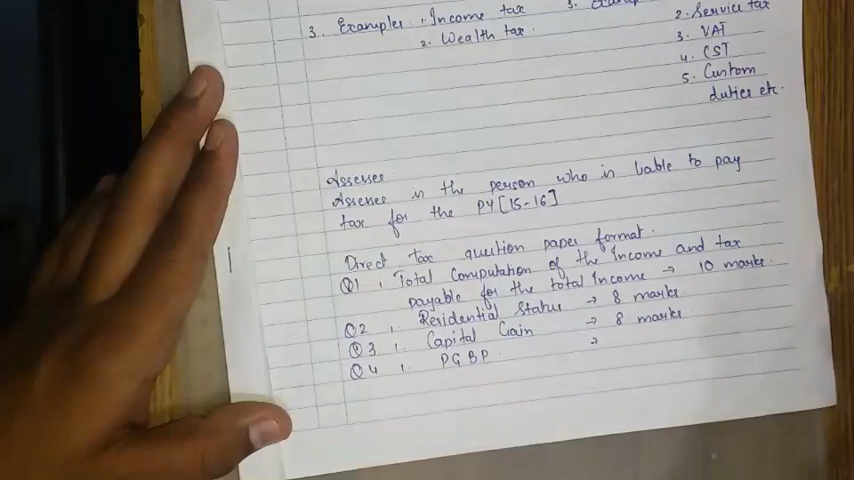 3. Examples: 1. Income tax
2. Wealth tax.
3.
2. Service tax
3. VAT
4. CST
5. Custom
duties etc.
Assessee
Assessee is the person who is liable to pay
tax for the PY [15-16]
Direct tax question paper format.
Q1 1. Total Computation of the Income and tax
payable for the total Income → 10 marks.
Q2 1. Residential Status → 8 marks
Q3 1. Capital Gain → 8 marks
Q4 1. PGBP. →